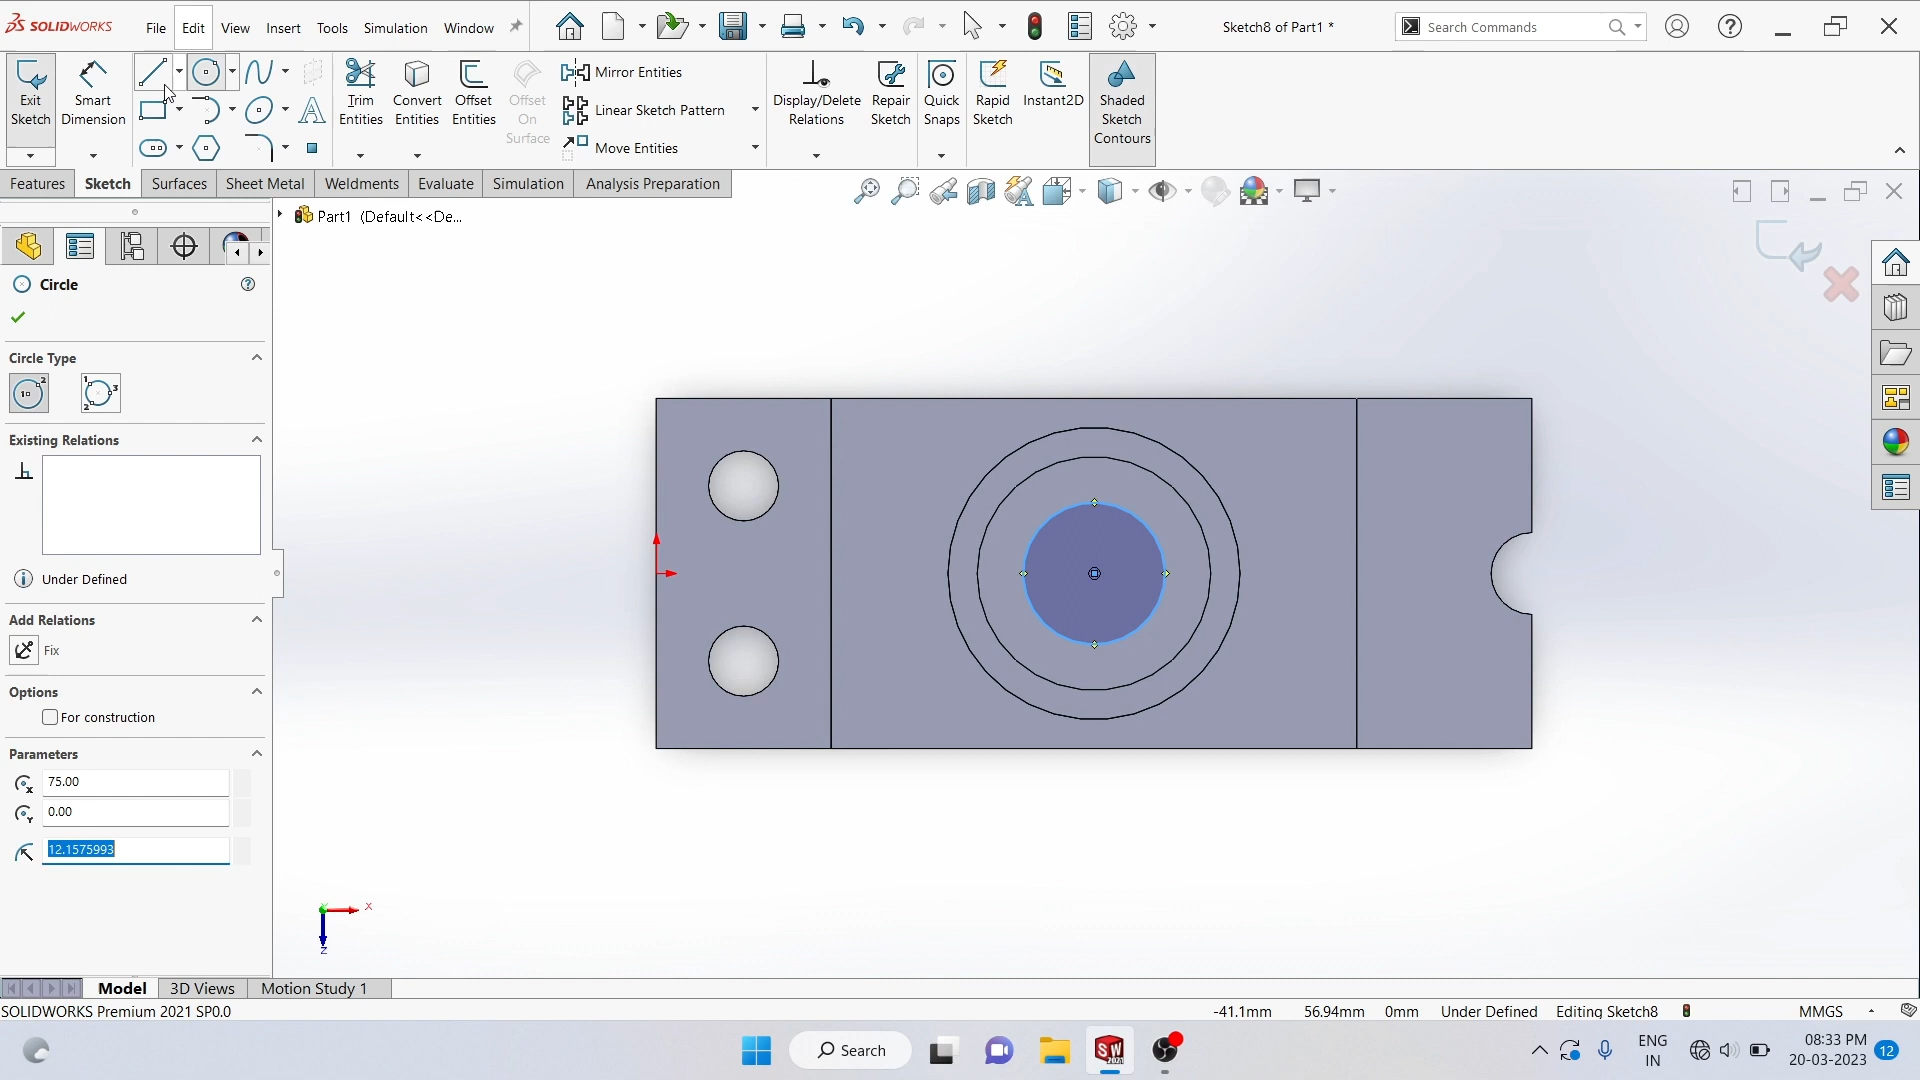 SOLIDWORKS File Edit View Insert Tools Simulation Window Sketch8 of Part1 * Search Commands
Exit Sketch
Smart Dimension
Trim Entities
Convert Entities
Offset Entities
Offset On Surface
Mirror Entities
Linear Sketch Pattern
Move Entities
Display/Delete Relations
Repair Sketch
Quick Snaps
Rapid Sketch
Instant2D
Shaded Sketch Contours
Features Sketch Surfaces Sheet Metal Weldments Evaluate Simulation Analysis Preparation
Part1 (Default<<De...
Circle
Circle Type
Existing Relations
Under Defined
Add Relations
Fix
Options
For construction
Parameters
75.00
0.00
12.1575993
X
Z
Model 3D Views Motion Study 1
SOLIDWORKS Premium 2021 SP0.0 -41.1mm 56.94mm 0mm Under Defined Editing Sketch8 MMGS
Search
ENG
IN
08:33 PM
20-03-2023
12